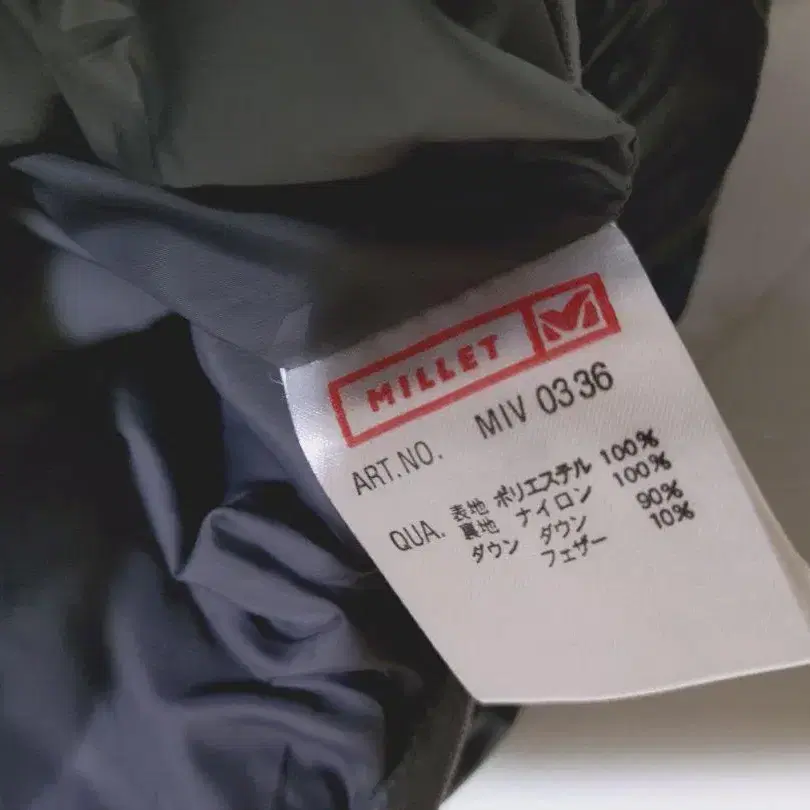 MILLET
ART.NO. MIV 0336
QUA. 表地 ポリエステル 100%
裏地 ナイロン 100%
ダウン ダウン 90%
フェザー 10%